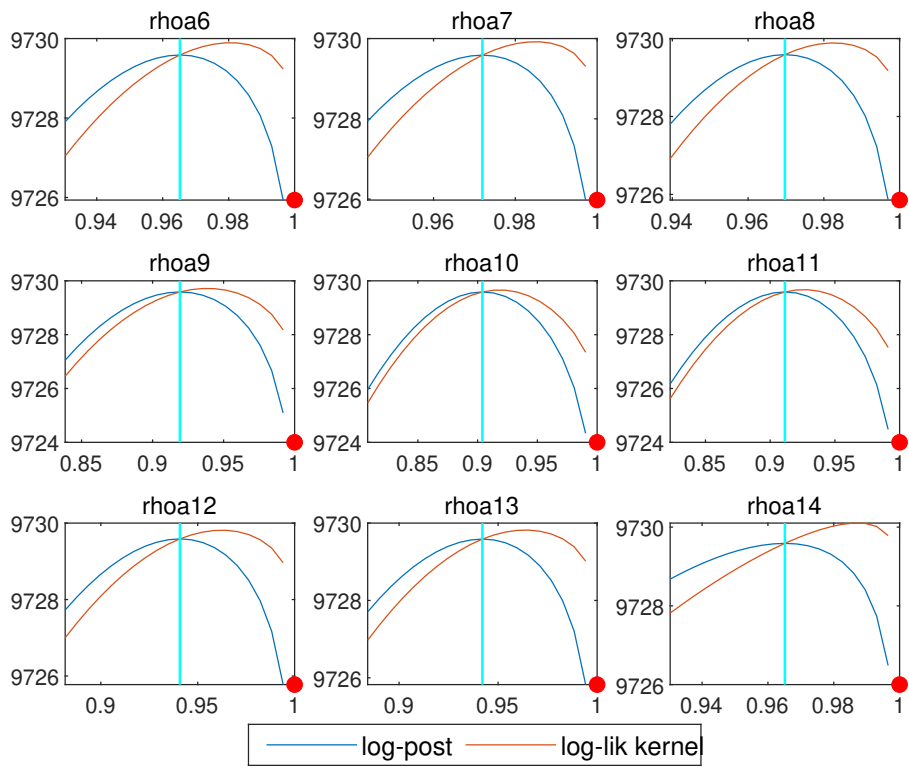 rhoa6 rhoa7 rhoa8
9730 9730 9730
9728 9728 9728
9726 9726 9726
0.94 0.96 0.98 1 0.96 0.98 1 0.94 0.96 0.98 1
rhoa9 rhoa10 rhoa11
9730 9730 9730
9728 9728 9728
9726 9726 9726
9724 9724 9724
0.85 0.9 0.95 1 0.85 0.9 0.95 1 0.85 0.9 0.95 1
rhoa12 rhoa13 rhoa14
9730 9730 9730
9728 9728 9728
9726 9726 9726
0.9 0.95 1 0.9 0.95 1 0.94 0.96 0.98 1
log-post log-lik kernel